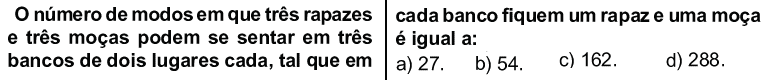 O número de modos em que três rapazes
e três moças podem se sentar em três
bancos de dois lugares cada, tal que em
cada banco fiquem um rapaz e uma moça
é igual a:
a) 27. b) 54. c) 162. d) 288.